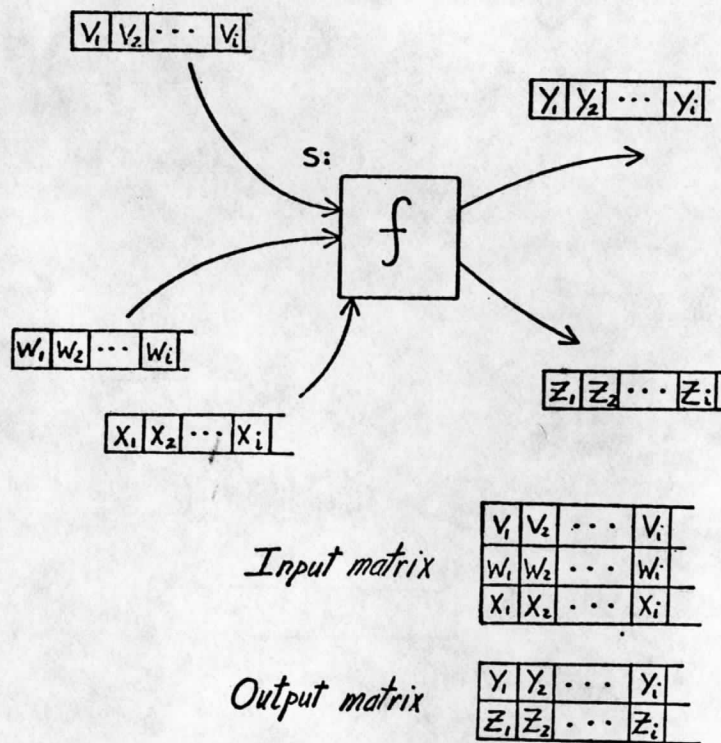 V₁ V₂ ··· Vᵢ
Y₁ Y₂ ··· Yᵢ
S:
f
W₁ W₂ ··· Wᵢ
Z₁ Z₂ ··· Zᵢ
X₁ X₂ ··· Xᵢ
Input matrix
V₁ V₂ ··· Vᵢ
W₁ W₂ ··· Wᵢ
X₁ X₂ ··· Xᵢ
Output matrix
Y₁ Y₂ ···· Yᵢ
Z₁ Z₂ ··· Zᵢ